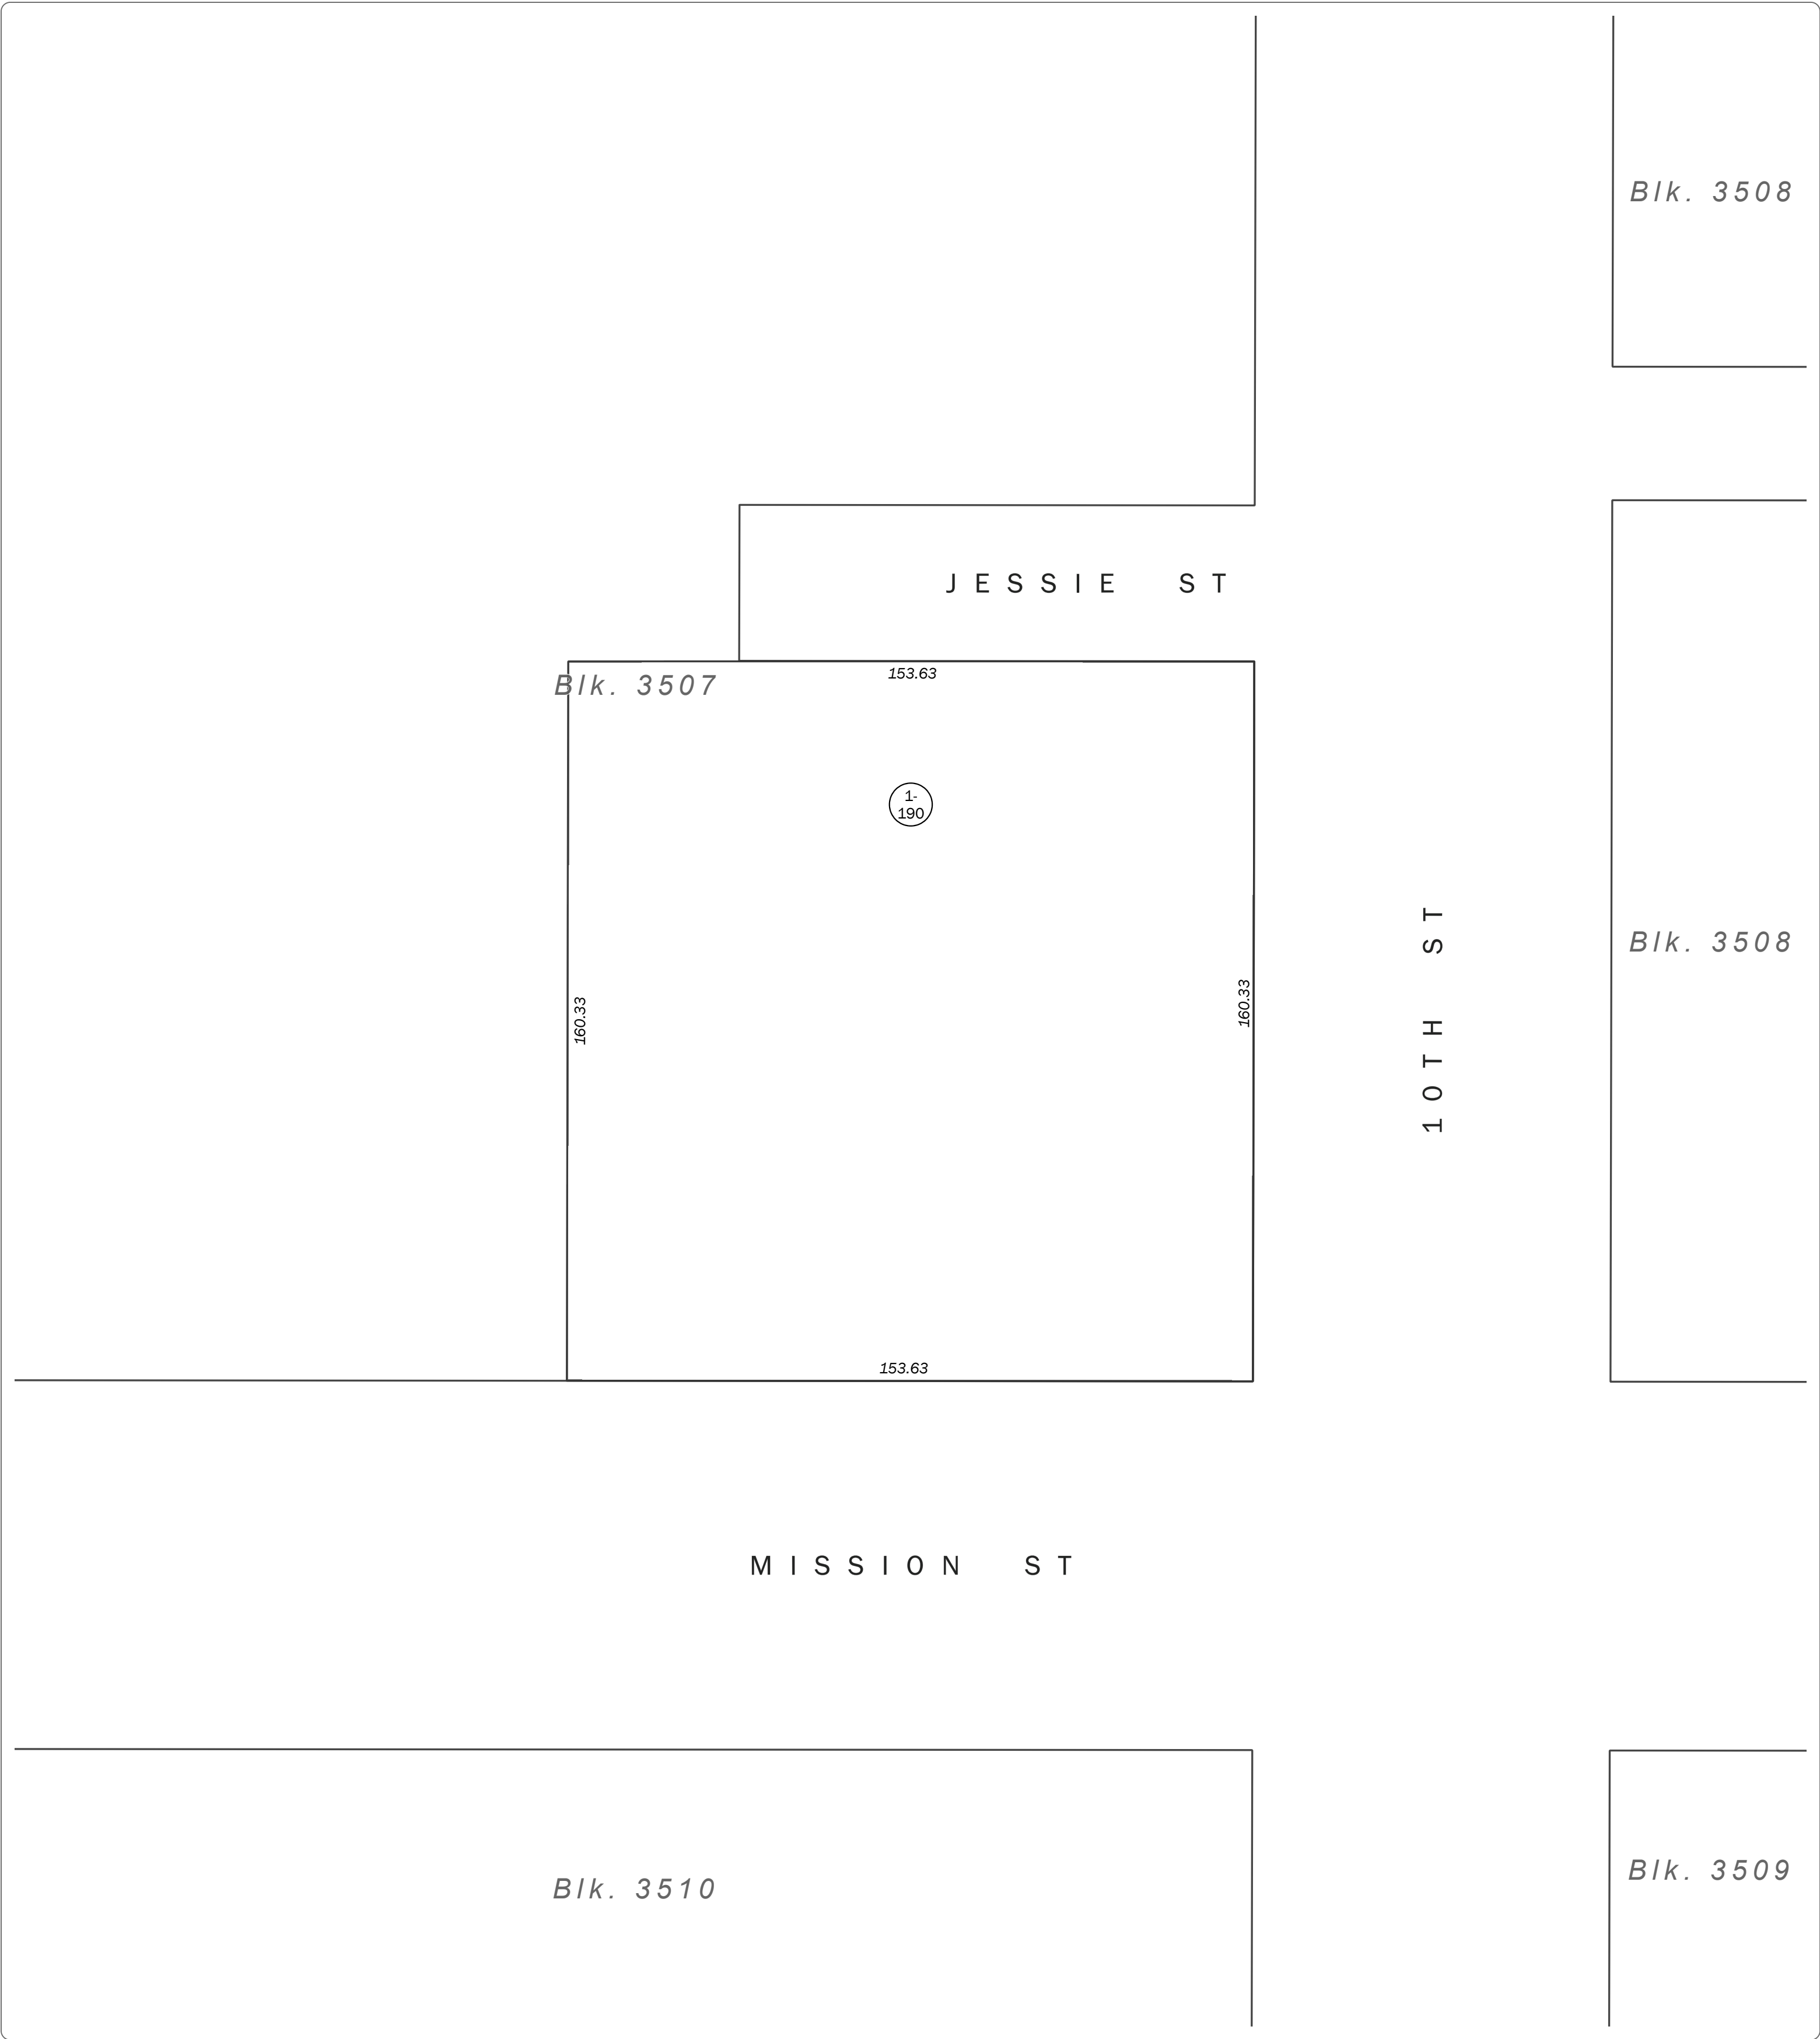 Blk. 3508
JESSIE ST
153.63
Blk. 3507
1-
190
10TH ST
Blk. 3508
160.33
160.33
153.63
MISSION ST
Blk. 3509
Blk. 3510